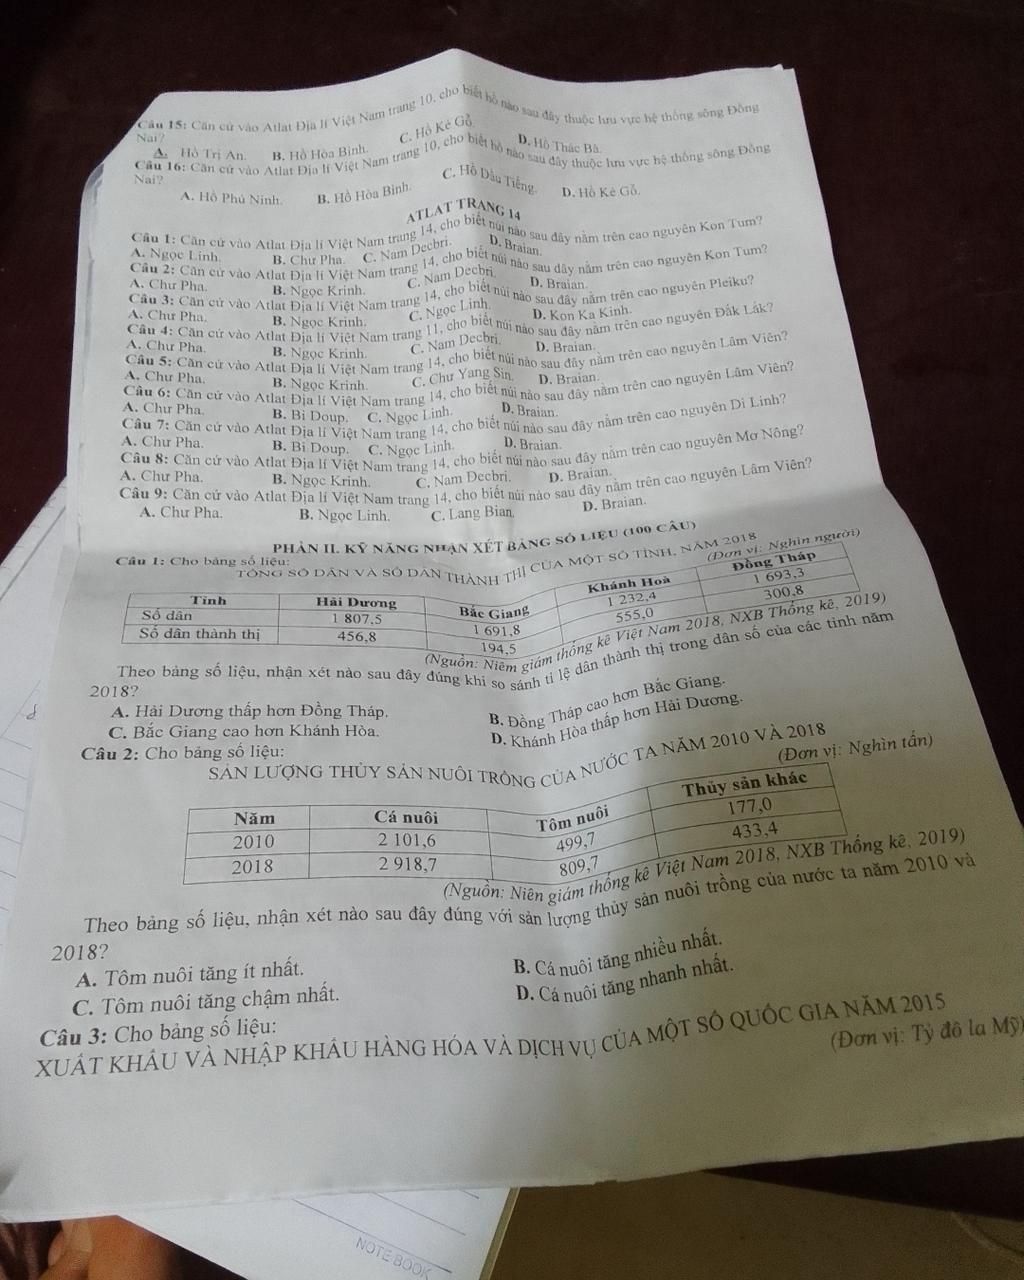 Câu 15: Căn cứ vào Atlat Địa lí Việt Nam trang 10, cho biết hồ nào sau đây thuộc lưu vực hệ thống sông Đồng
Nai?
A. Hồ Trị An. B. Hồ Hòa Bình. C. Hồ Kẻ Gỗ. D. Hồ Thác Bà.
Câu 16: Căn cứ vào Atlat Địa lí Việt Nam trang 10, cho biết hồ nào sau đây thuộc lưu vực hệ thống sông Đồng
Nai?
A. Hồ Phú Ninh. B. Hồ Hòa Bình. C. Hồ Dầu Tiếng. D. Hồ Kẻ Gỗ.
ATLAT TRANG 14
Câu 1: Căn cứ vào Atlat Địa lí Việt Nam trang 14, cho biết núi nào sau đây nằm trên cao nguyên Kon Tum?
A. Ngọc Linh. B. Chư Pha. C. Nam Decbri. D. Braian.
Câu 2: Căn cứ vào Atlat Địa lí Việt Nam trang 14, cho biết núi nào sau đây nằm trên cao nguyên Kon Tum?
A. Chư Pha. B. Ngọc Krinh. C. Nam Decbri. D. Braian.
Câu 3: Căn cứ vào Atlat Địa lí Việt Nam trang 14, cho biết núi nào sau đây nằm trên cao nguyên Pleiku?
A. Chư Pha. B. Ngọc Krinh. C. Ngọc Linh. D. Kon Ka Kinh.
Câu 4: Căn cứ vào Atlat Địa lí Việt Nam trang 11, cho biết núi nào sau đây nằm trên cao nguyên Đắk Lắk?
A. Chư Pha. B. Ngọc Krinh. C. Nam Decbri. D. Braian.
Câu 5: Căn cứ vào Atlat Địa lí Việt Nam trang 14, cho biết núi nào sau đây nằm trên cao nguyên Lâm Viên?
A. Chư Pha. B. Ngọc Krinh. C. Chư Yang Sin. D. Braian.
Câu 6: Căn cứ vào Atlat Địa lí Việt Nam trang 14, cho biết núi nào sau đây nằm trên cao nguyên Lâm Viên?
A. Chư Pha. B. Bi Doup. C. Ngọc Linh. D. Braian.
Câu 7: Căn cứ vào Atlat Địa lí Việt Nam trang 14, cho biết núi nào sau đây nằm trên cao nguyên Di Linh?
A. Chư Pha. B. Bi Doup. C. Ngọc Linh. D. Braian.
Câu 8: Căn cứ vào Atlat Địa lí Việt Nam trang 14, cho biết núi nào sau đây nằm trên cao nguyên Mơ Nông?
A. Chư Pha. B. Ngọc Krinh. C. Nam Decbri. D. Braian.
Câu 9: Căn cứ vào Atlat Địa lí Việt Nam trang 14, cho biết núi nào sau đây nằm trên cao nguyên Lâm Viên?
A. Chư Pha. B. Ngọc Linh. C. Lang Bian. D. Braian.
PHẦN II. KỸ NĂNG NHẬN XÉT BẢNG SỐ LIỆU (100 CÂU)
Câu 1: Cho bảng số liệu:
TỔNG SỐ DÂN VÀ SỐ DÂN THÀNH THỊ CỦA MỘT SỐ TỈNH, NĂM 2018
(Đơn vị: Nghìn người)
Tỉnh Hải Dương Bắc Giang Khánh Hoà Đồng Tháp
Số dân 1 807,5 1 691,8 1 232,4 1 693,3
Số dân thành thị 456,8 194,5 555,0 300,8
(Nguồn: Niêm giám thống kê Việt Nam 2018, NXB Thống kê, 2019)
Theo bảng số liệu, nhận xét nào sau đây đúng khi so sánh tỉ lệ dân thành thị trong dân số của các tỉnh năm
2018?
A. Hải Dương thấp hơn Đồng Tháp. B. Đồng Tháp cao hơn Bắc Giang.
C. Bắc Giang cao hơn Khánh Hòa. D. Khánh Hòa thấp hơn Hải Dương.
Câu 2: Cho bảng số liệu:
SẢN LƯỢNG THỦY SẢN NUÔI TRỒNG CỦA NƯỚC TA NĂM 2010 VÀ 2018
(Đơn vị: Nghìn tấn)
Năm Cá nuôi Tôm nuôi Thủy sản khác
2010 2 101,6 499,7 177,0
2018 2 918,7 809,7 433,4
(Nguồn: Niên giám thống kê Việt Nam 2018, NXB Thống kê, 2019)
Theo bảng số liệu, nhận xét nào sau đây đúng với sản lượng thủy sản nuôi trồng của nước ta năm 2010 và
2018?
A. Tôm nuôi tăng ít nhất. B. Cá nuôi tăng nhiều nhất.
C. Tôm nuôi tăng chậm nhất. D. Cá nuôi tăng nhanh nhất.
Câu 3: Cho bảng số liệu:
XUẤT KHẨU VÀ NHẬP KHẨU HÀNG HÓA VÀ DỊCH VỤ CỦA MỘT SỐ QUỐC GIA NĂM 2015
(Đơn vị: Tỷ đô la Mỹ)
NOTE BOOK